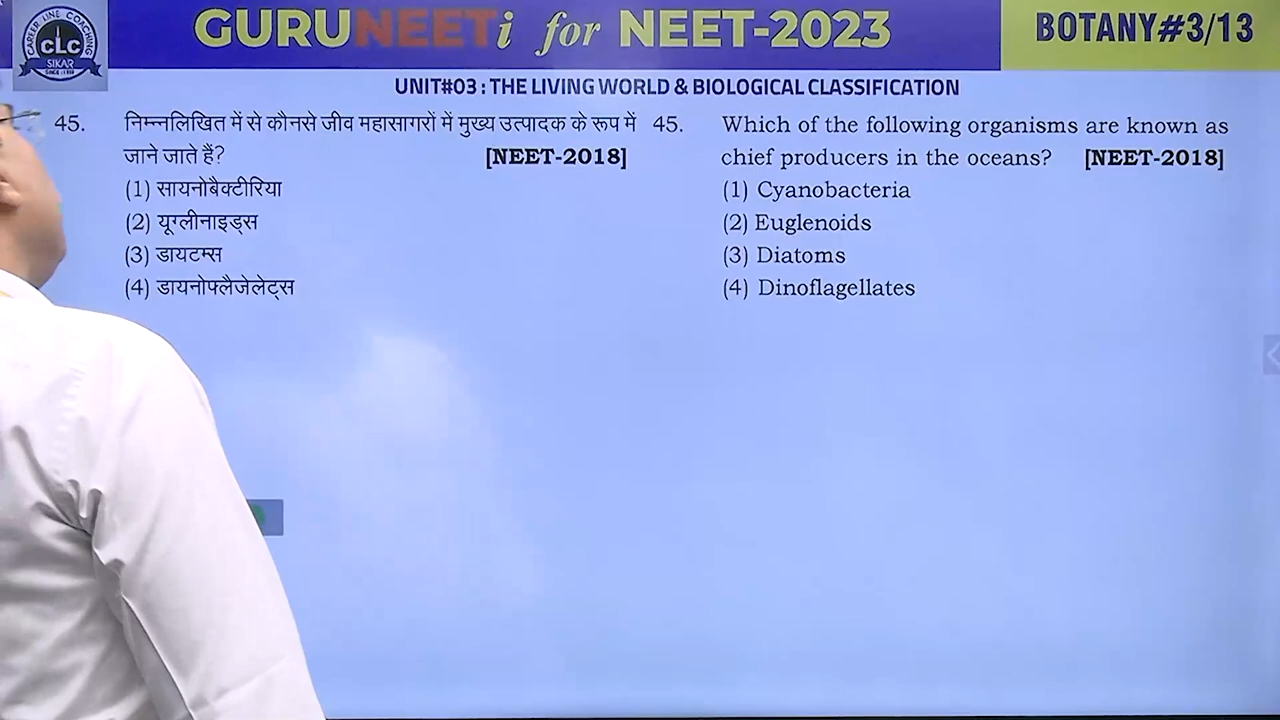 GURUNEETi for NEET-2023
BOTANY#3/13
CAREER LINE COACHING
CLC
SIKAR
SINCE : 1996
UNIT#03 : THE LIVING WORLD & BIOLOGICAL CLASSIFICATION
45. निम्नलिखित में से कौनसे जीव महासागरों में मुख्य उत्पादक के रूप में
जाने जाते हैं? [NEET-2018]
(1) सायनोबैक्टीरिया
(2) यूग्लीनाइड्स
(3) डायटम्स
(4) डायनोफ्लैजेलेट्स
45. Which of the following organisms are known as
chief producers in the oceans? [NEET-2018]
(1) Cyanobacteria
(2) Euglenoids
(3) Diatoms
(4) Dinoflagellates